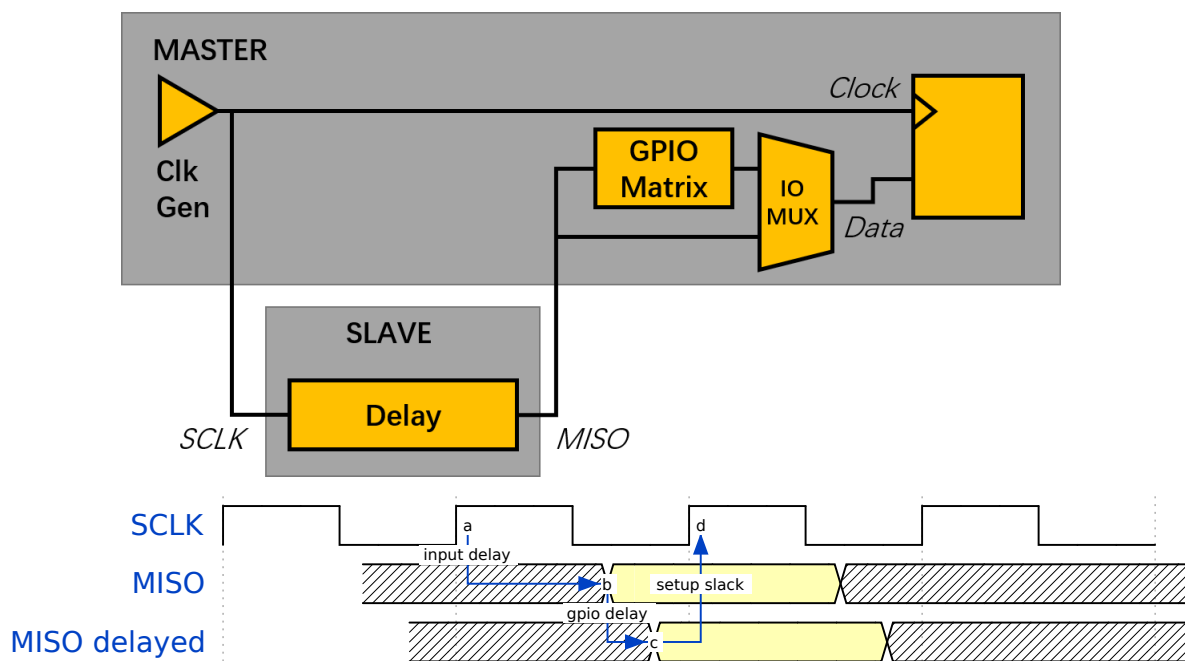 MASTER
Clock
Clk
Gen
GPIO
Matrix
IO
MUX
Data
SLAVE
Delay
SCLK
MISO
SCLK
a
d
input delay
MISO
b
setup slack
gpio delay
MISO delayed
c